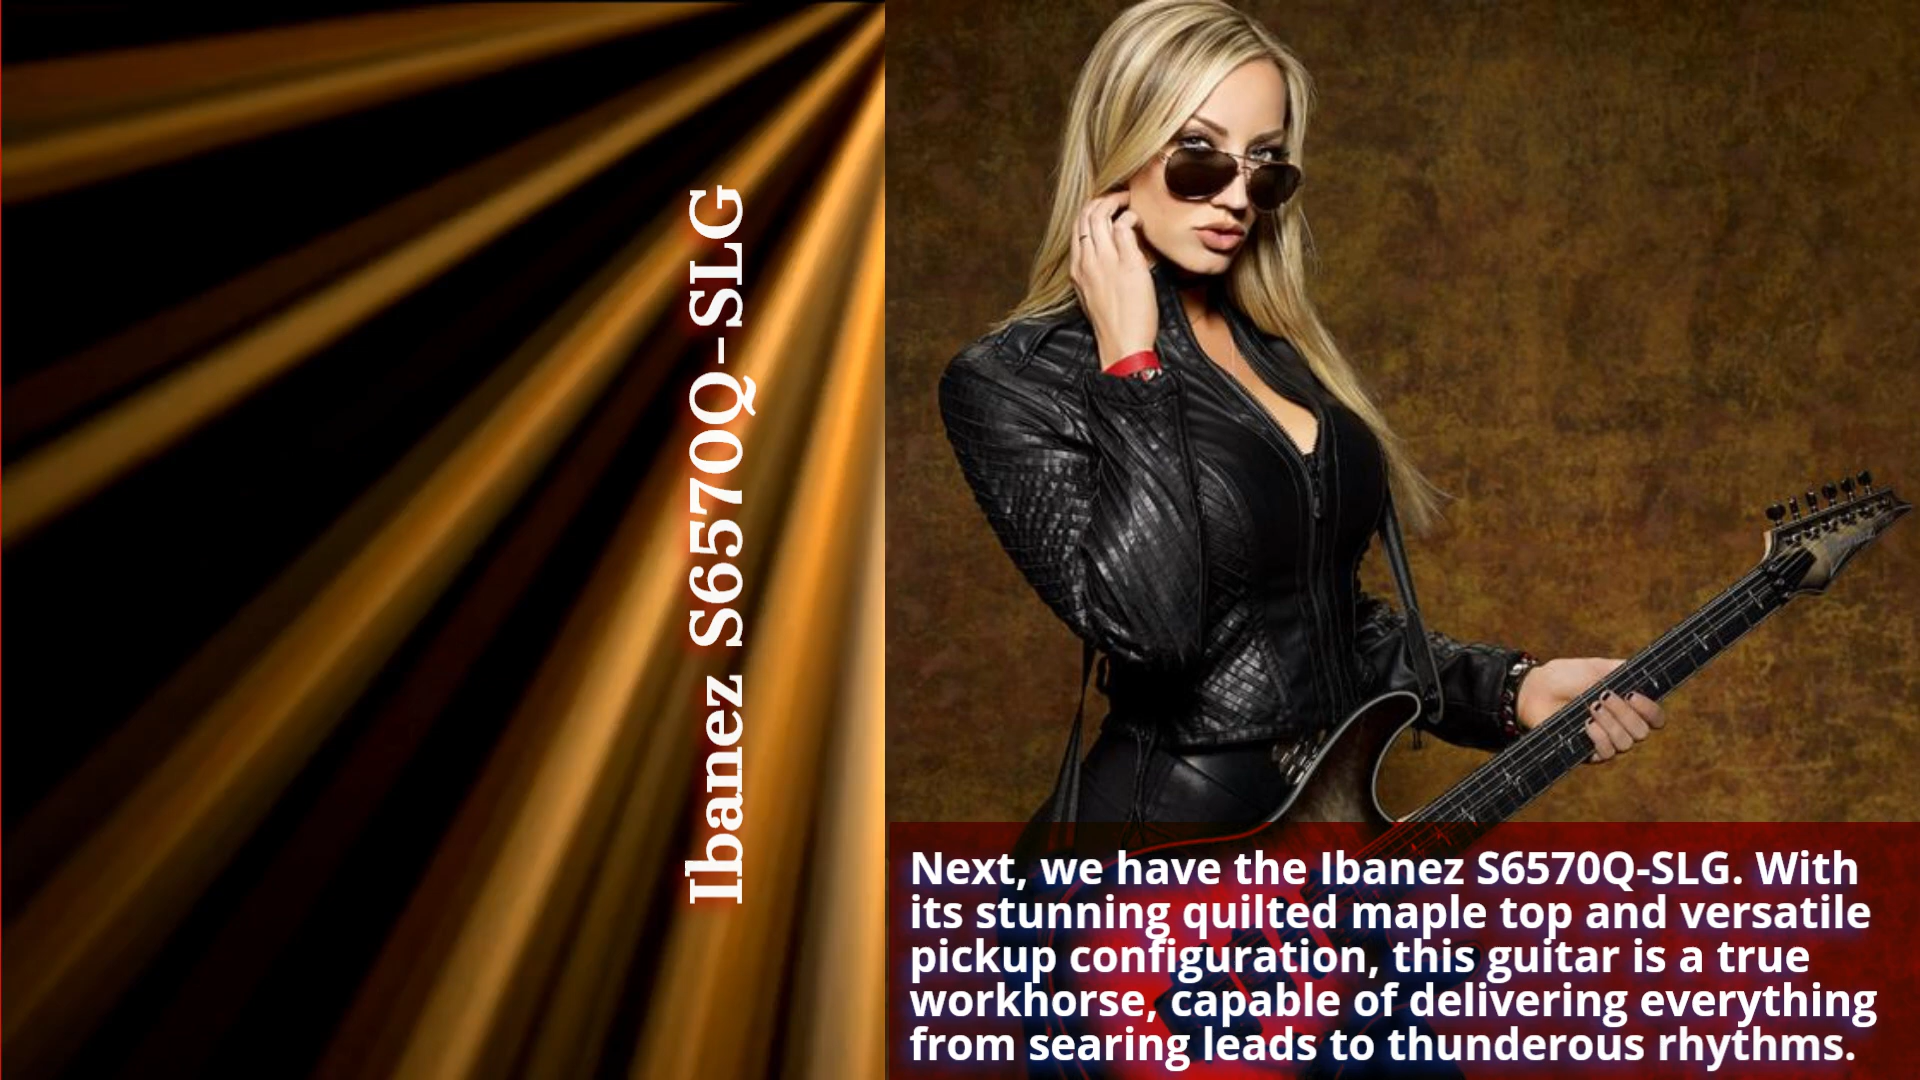 Ibanez S6570Q-SLG
Next, we have the Ibanez S6570Q-SLG. With
its stunning quilted maple top and versatile
pickup configuration, this guitar is a true
workhorse, capable of delivering everything
from searing leads to thunderous rhythms.